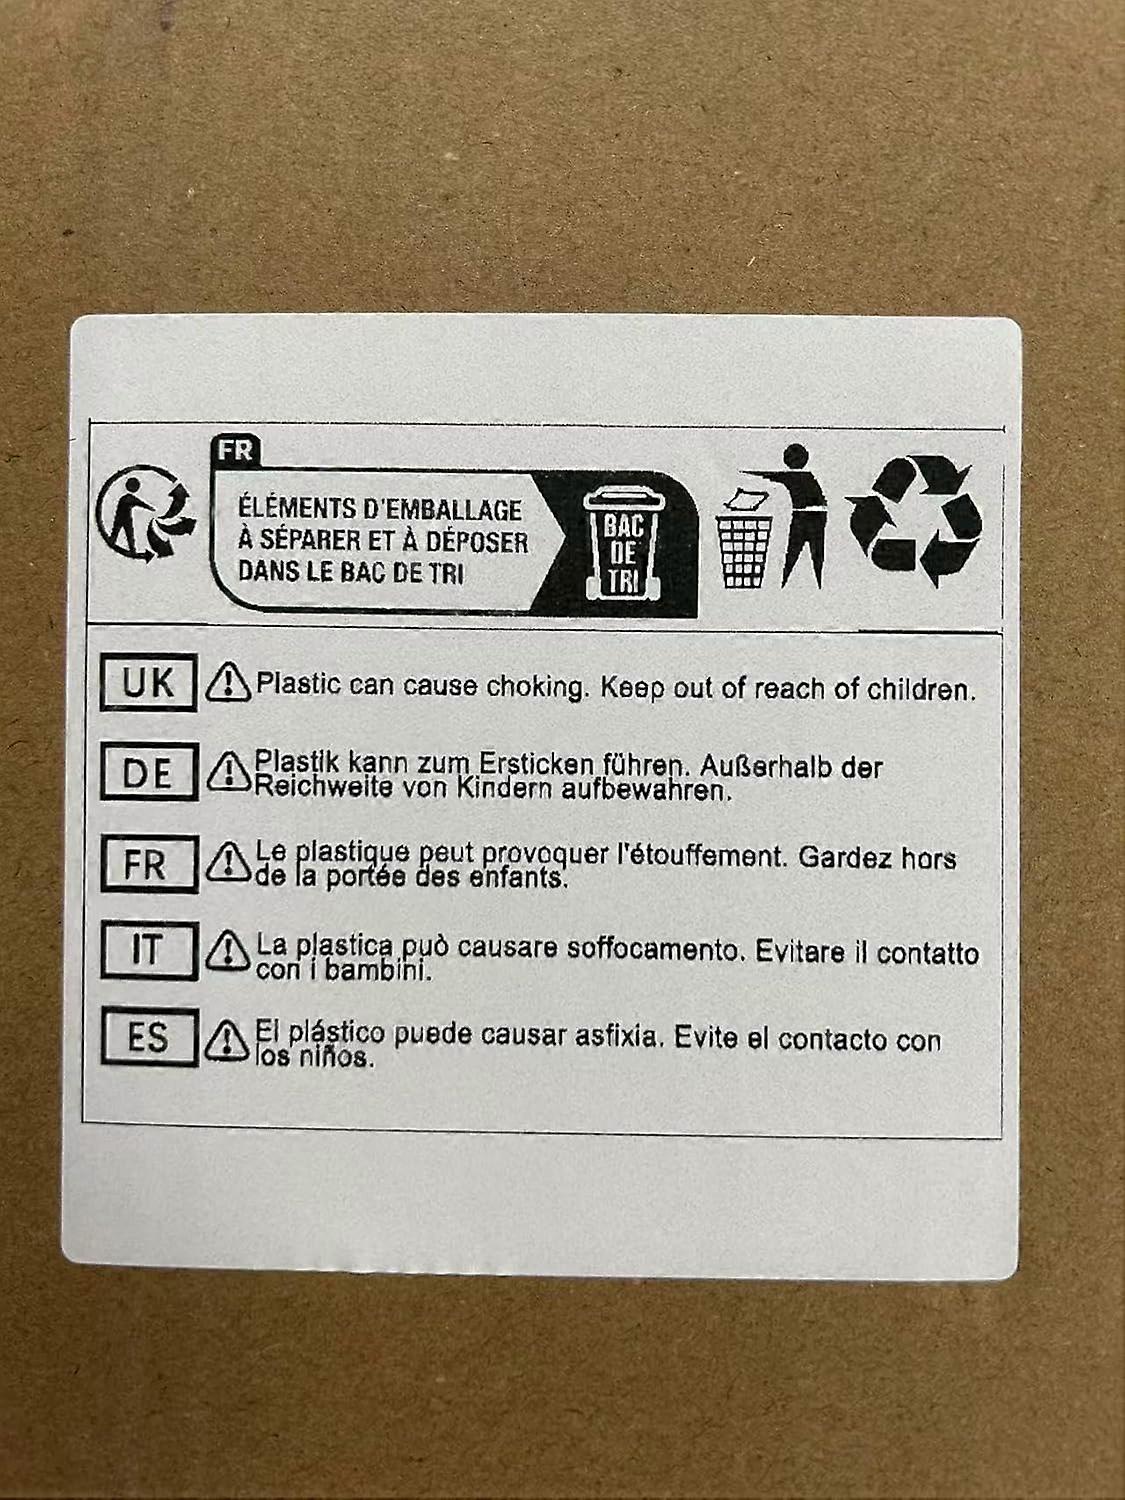 FR
ÉLÉMENTS D'EMBALLAGE
À SÉPARER ET À DÉPOSER
DANS LE BAC DE TRI
BAC
DE
TRI
UK Plastic can cause choking. Keep out of reach of children.
DE Plastik kann zum Ersticken führen. Außerhalb der
Reichweite von Kindern aufbewahren.
FR Le plastique peut provoquer l'étouffement. Gardez hors
de la portée des enfants.
IT La plastica può causare soffocamento. Evitare il contatto
con i bambini.
ES El plástico puede causar asfixia. Evite el contacto con
los niños.